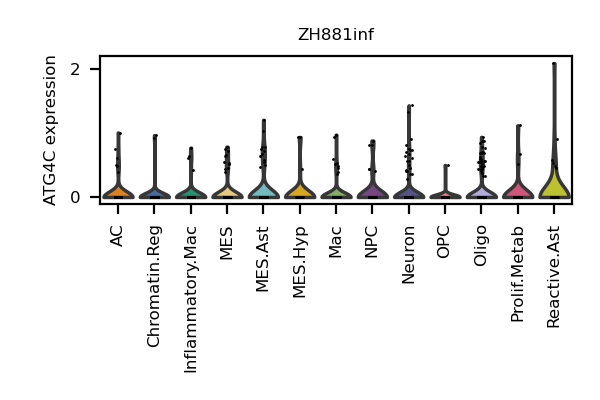 ZH881inf
ATG4C expression
2
0
AC
Chromatin.Reg
Inflammatory.Mac
MES
MES.Ast
MES.Hyp
Mac
NPC
Neuron
OPC
Oligo
Prolif.Metab
Reactive.Ast